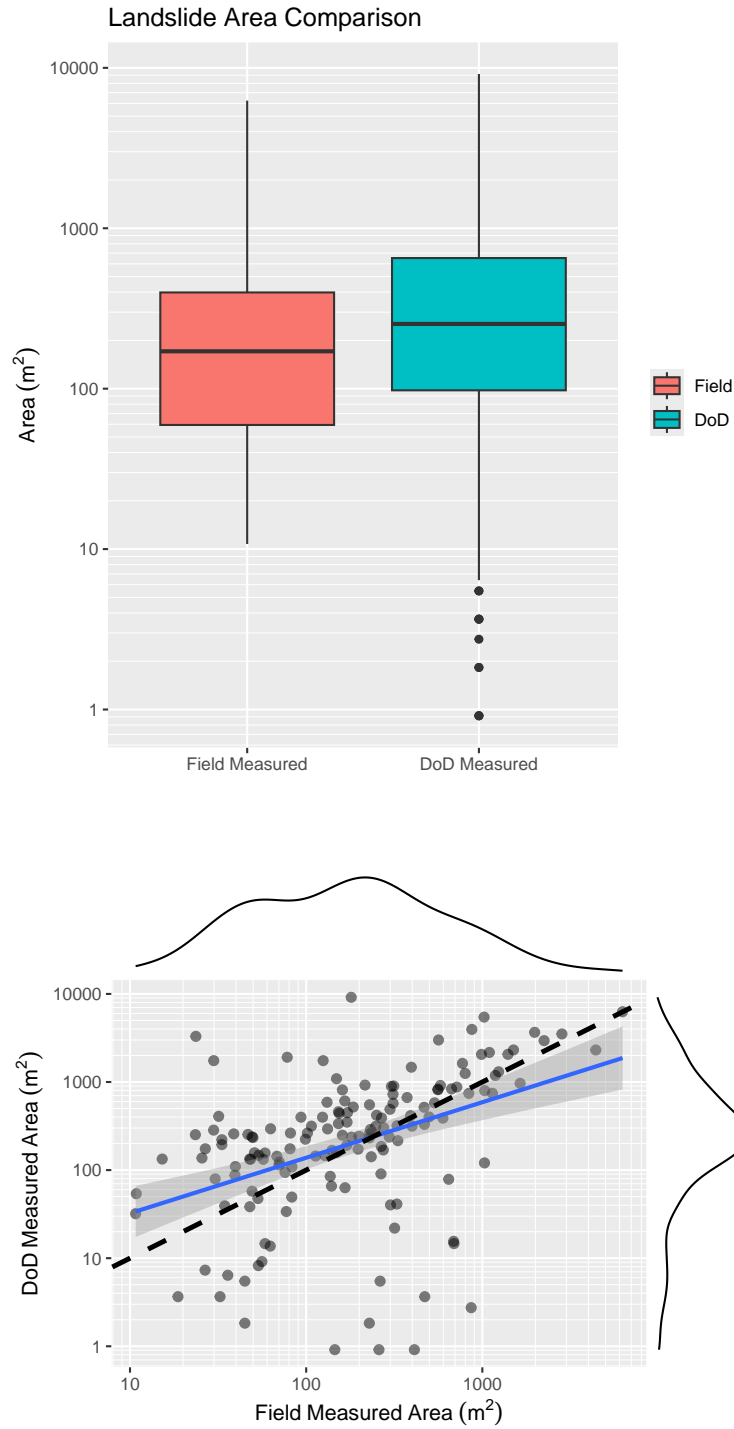 Landslide Area Comparison
10000
1000
100
10
1
Area (m²)
Field Measured
DoD Measured
Field
DoD
10000
1000
100
10
1
DoD Measured Area (m²)
10
100
1000
Field Measured Area (m²)